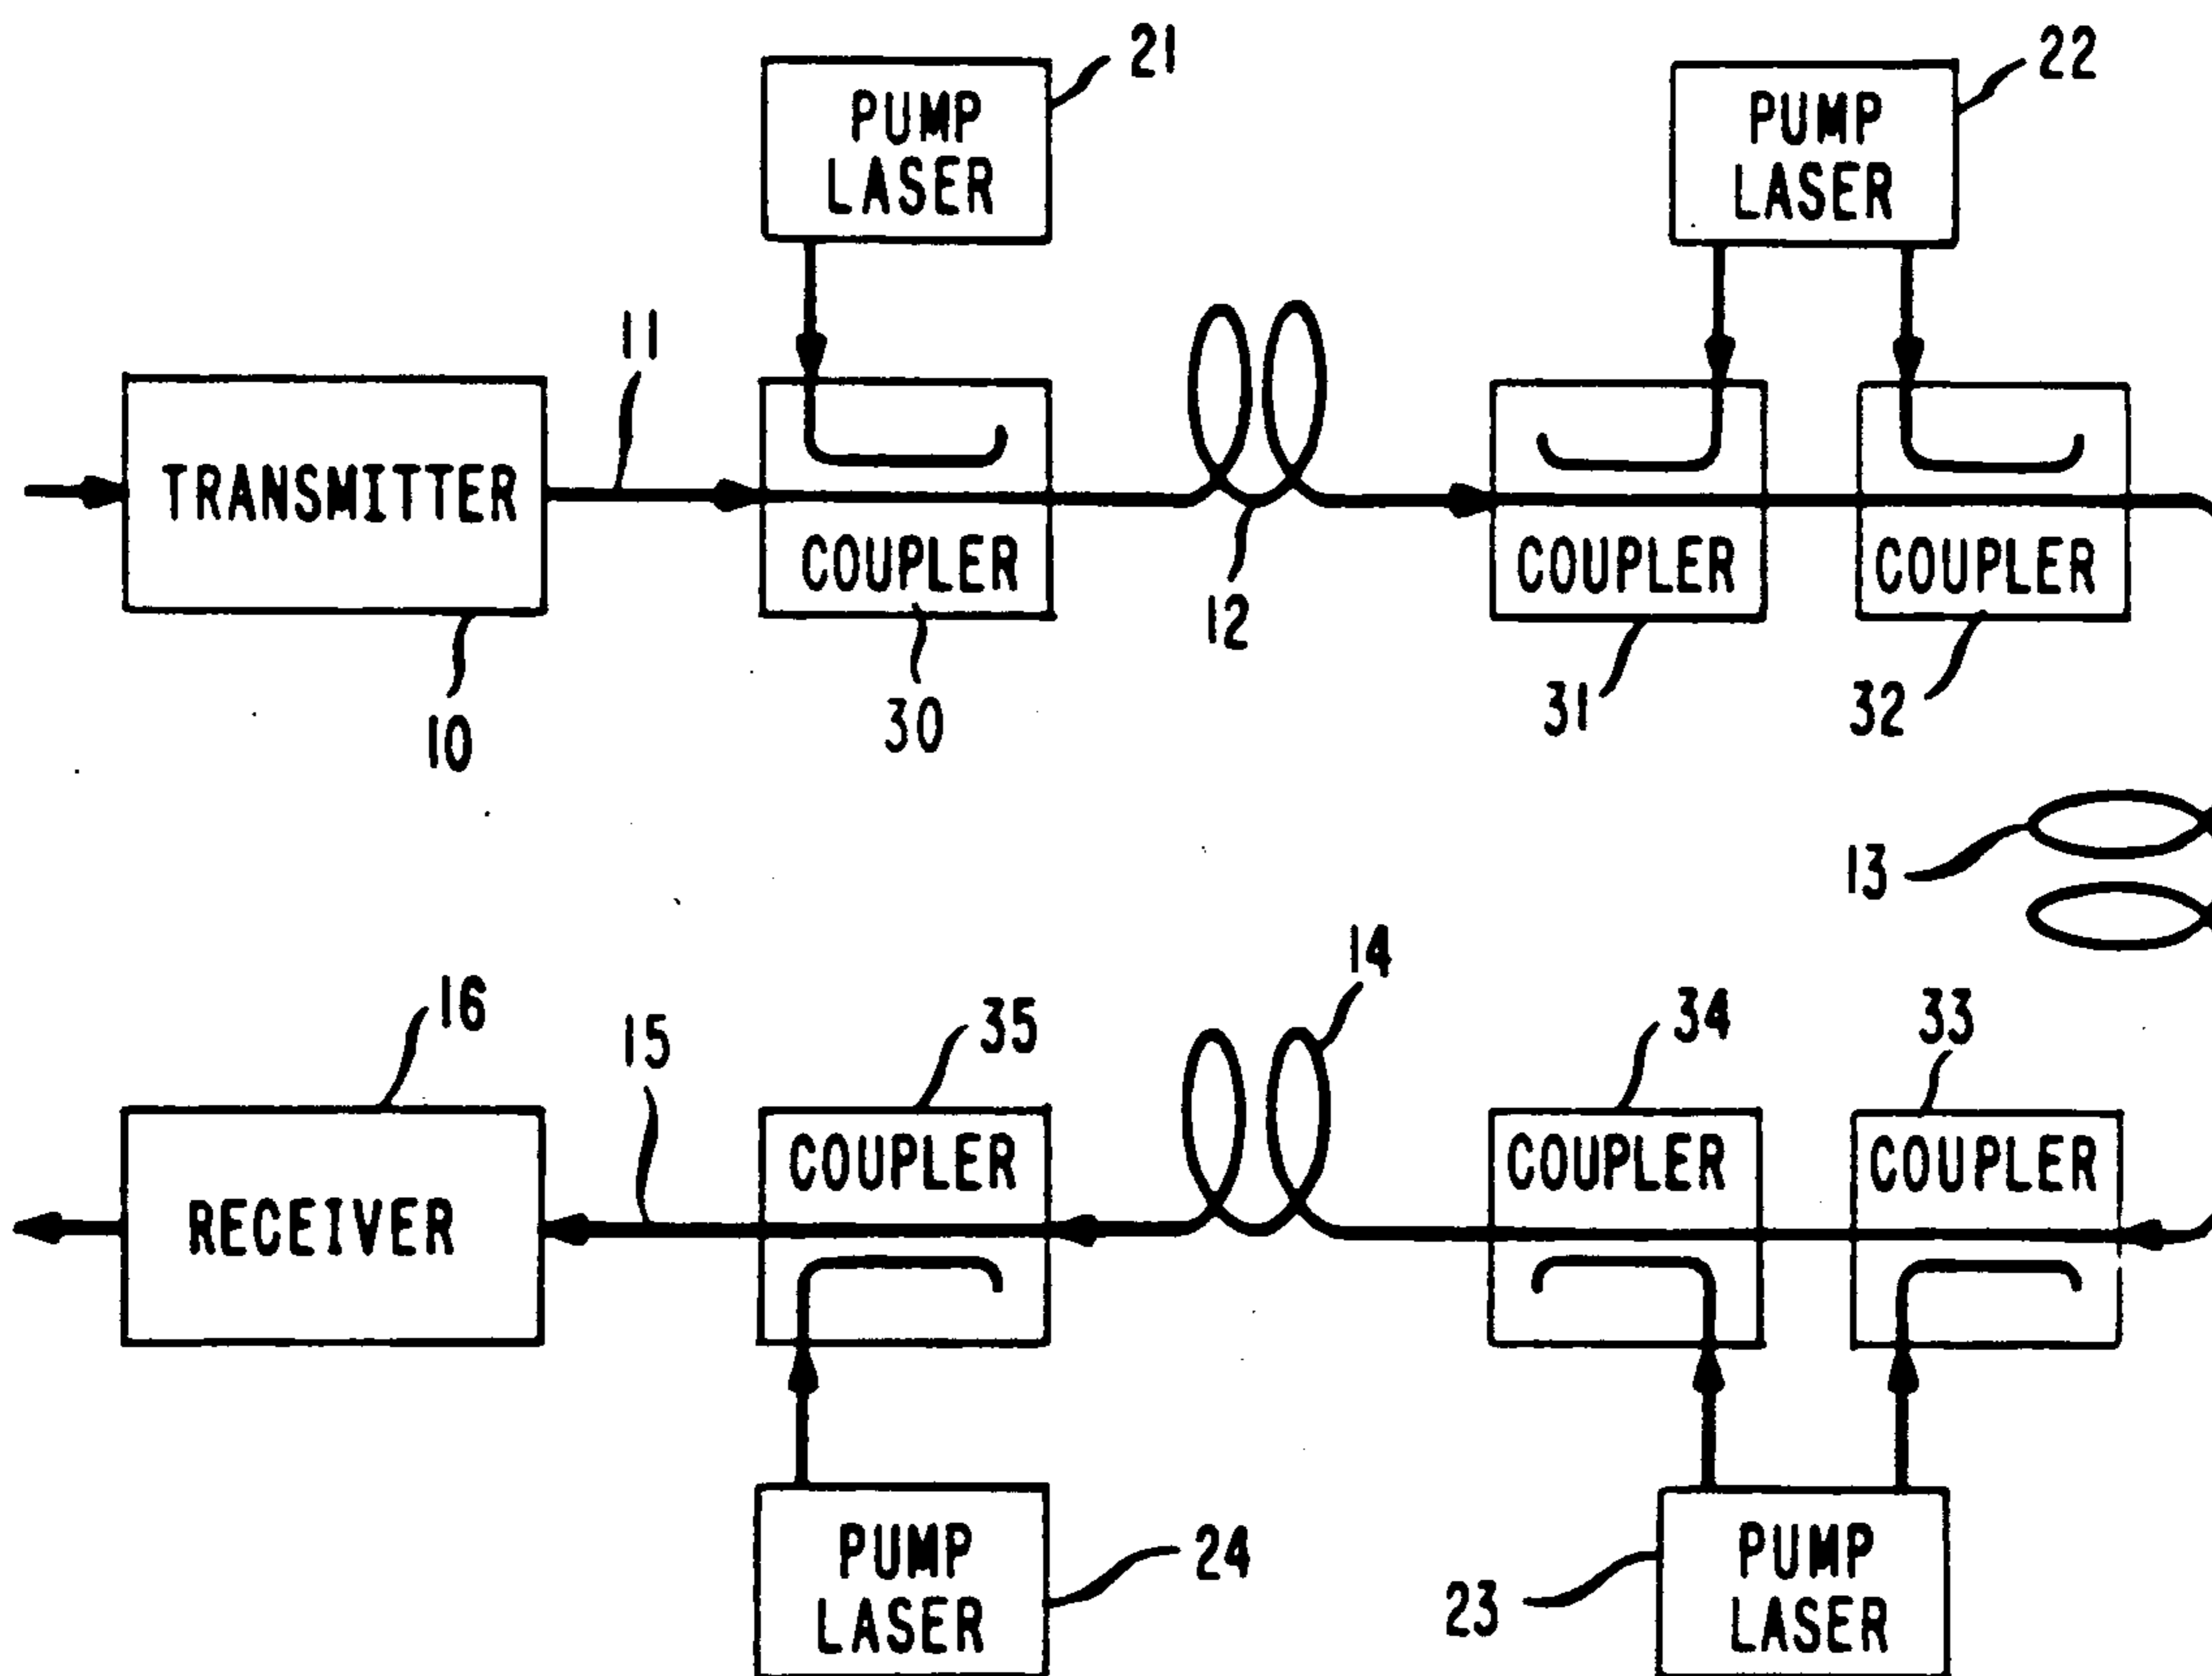 21
PUMP
LASER
22
PUMP
LASER
11
TRANSMITTER
COUPLER
COUPLER
COUPLER
12
10
30
31
32
13
14
16
15
35
34
33
RECEIVER
COUPLER
COUPLER
COUPLER
PUMP
LASER
24
23
PUMP
LASER